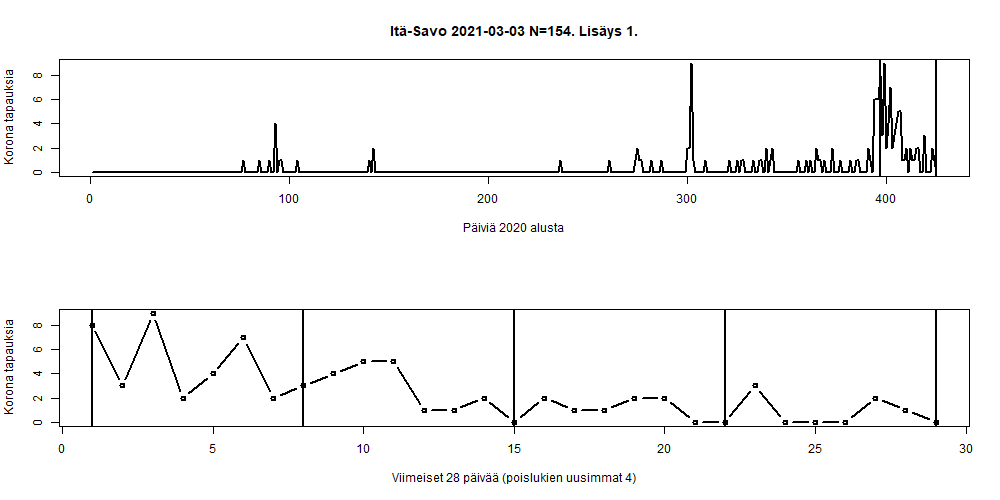 Itä-Savo 2021-03-03 N=154. Lisäys 1.
Korona tapauksia
8
6
4
2
0
0 100 200 300 400
Päiviä 2020 alusta
Korona tapauksia
8
6
4
2
0
0 5 10 15 20 25 30
Viimeiset 28 päivää (poislukien uusimmat 4)